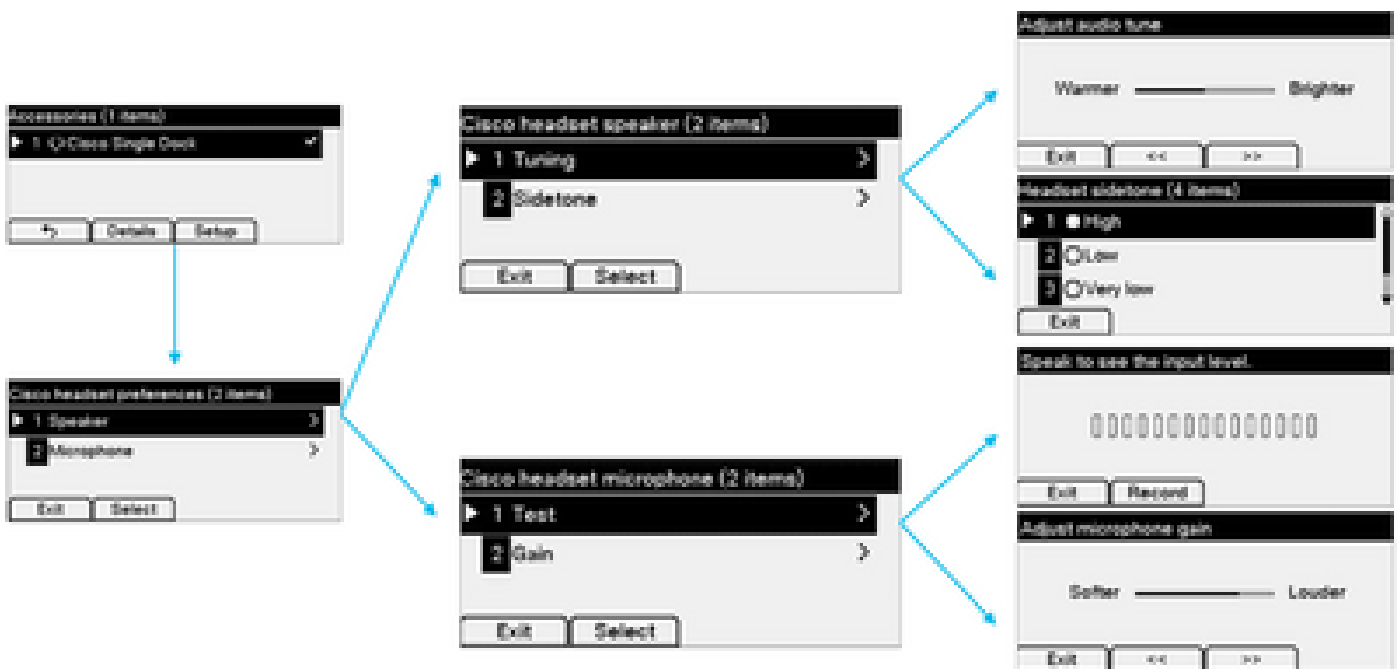 Accessories (1 items)
1 Cisco Single Dock
Details Setup
Cisco headset preferences (2 items)
1 Speaker >
2 Microphone >
Exit Select
Cisco headset speaker (2 items)
1 Tuning >
2 Sidetone >
Exit Select
Cisco headset microphone (2 items)
1 Test >
2 Gain >
Exit Select
Adjust audio tune
Warmer Brighter
Exit << >>
Headset sidetone (4 items)
1 High
2 Low
3 Very low
Exit
Speak to see the input level.
Exit Record
Adjust microphone gain
Softer Louder
Exit << >>